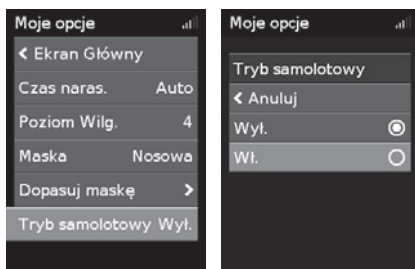 Moje opcje
< Ekran Główny
Czas naras. Auto
Poziom Wilg. 4
Maska Nosowa
Dopasuj maskę >
Tryb samolotowy Wył.
Moje opcje
Tryb samolotowy
< Anuluj
Wył.
Wł.